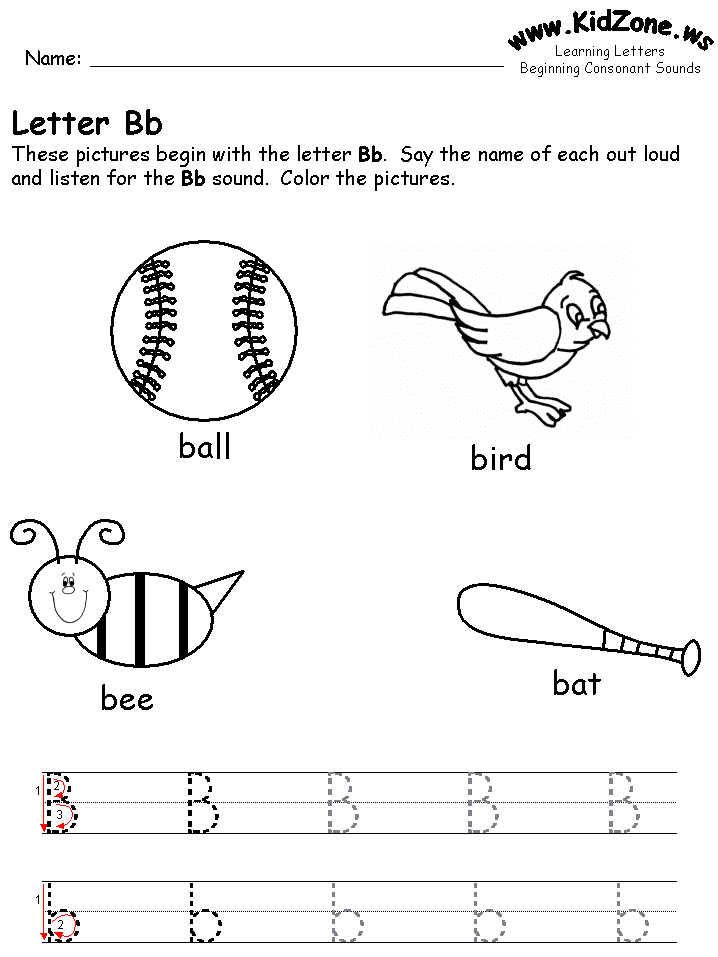 www.KidZone.ws
Learning Letters
Beginning Consonant Sounds
Name:
Letter Bb
These pictures begin with the letter Bb. Say the name of each out loud
and listen for the Bb sound. Color the pictures.
ball
bird
bee
bat
1 2 3 B B B B B
1 2 b b b b b